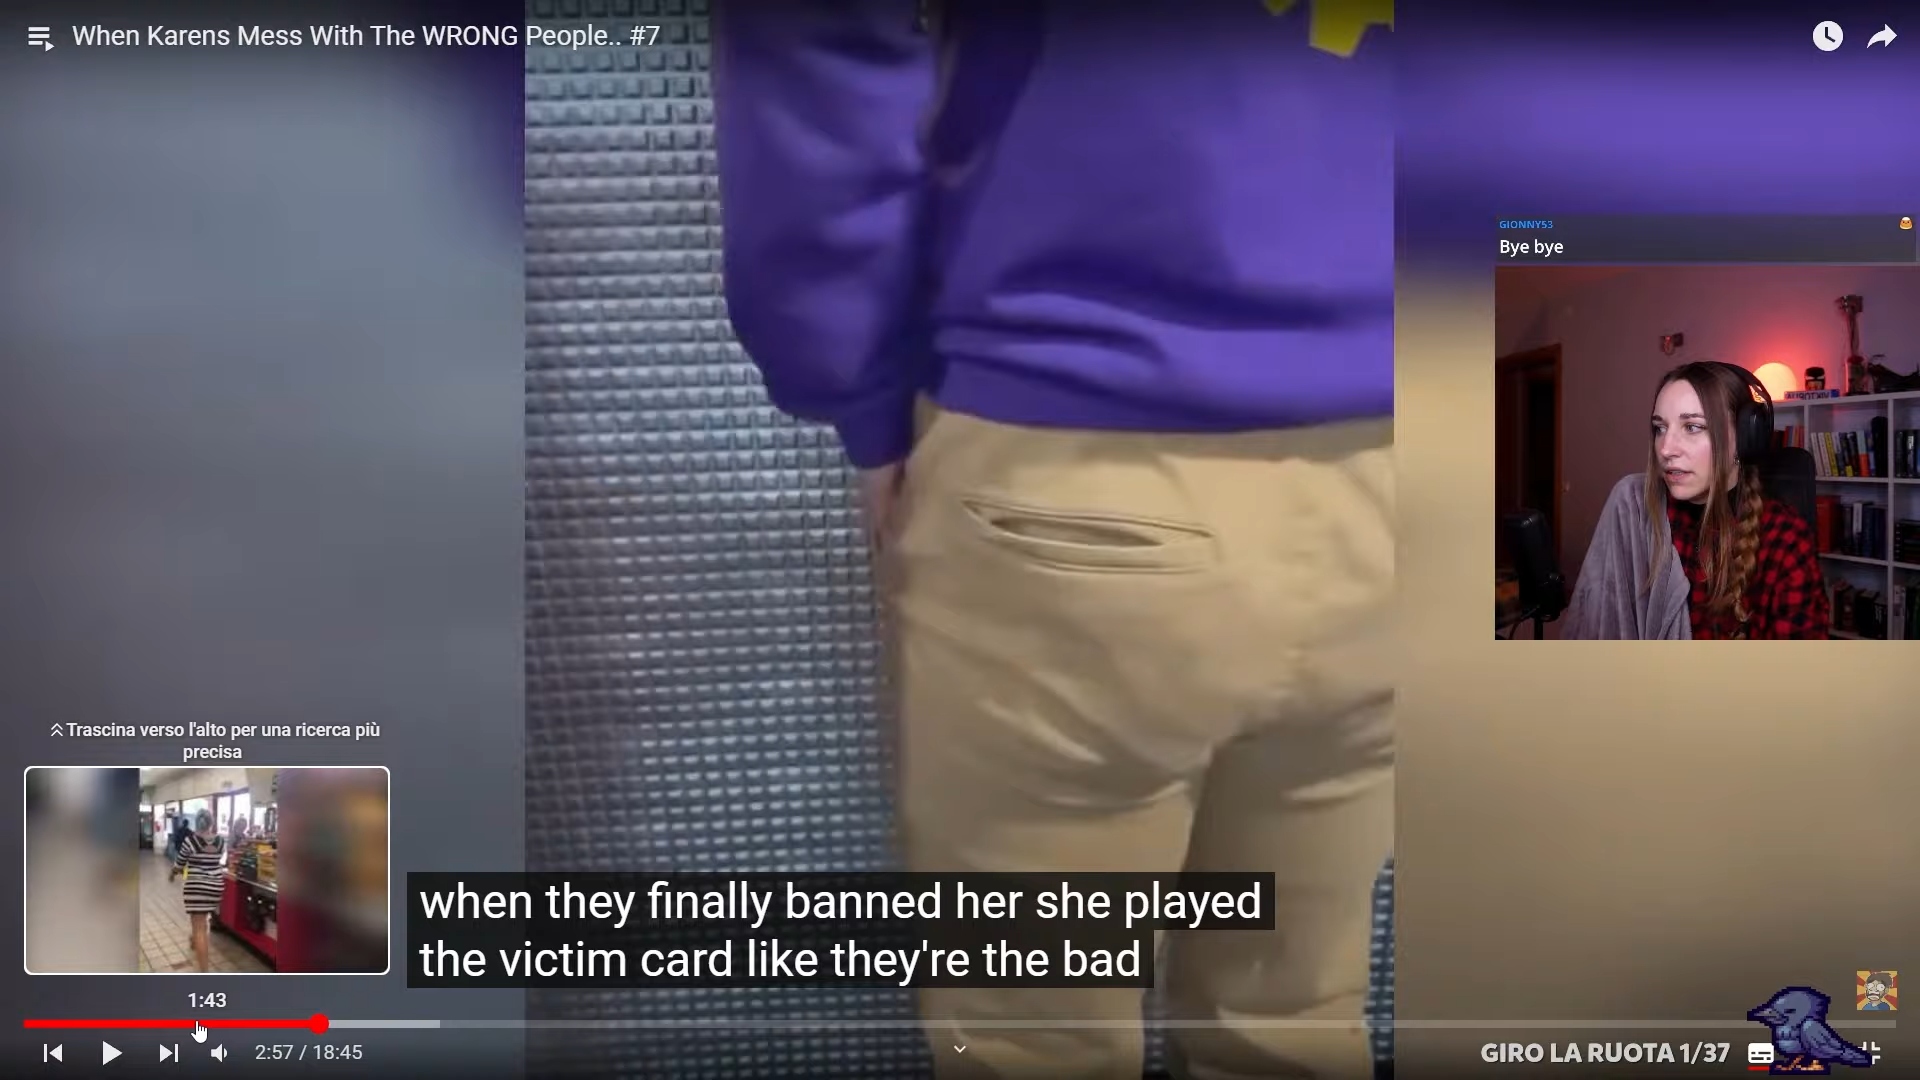 When Karens Mess With The WRONG People.. #7
GIONNY53
Bye bye
Trascina verso l'alto per una ricerca più
precisa
when they finally banned her she played
the victim card like they're the bad
1:43
2:57 / 18:45
GIRO LA RUOTA 1/37